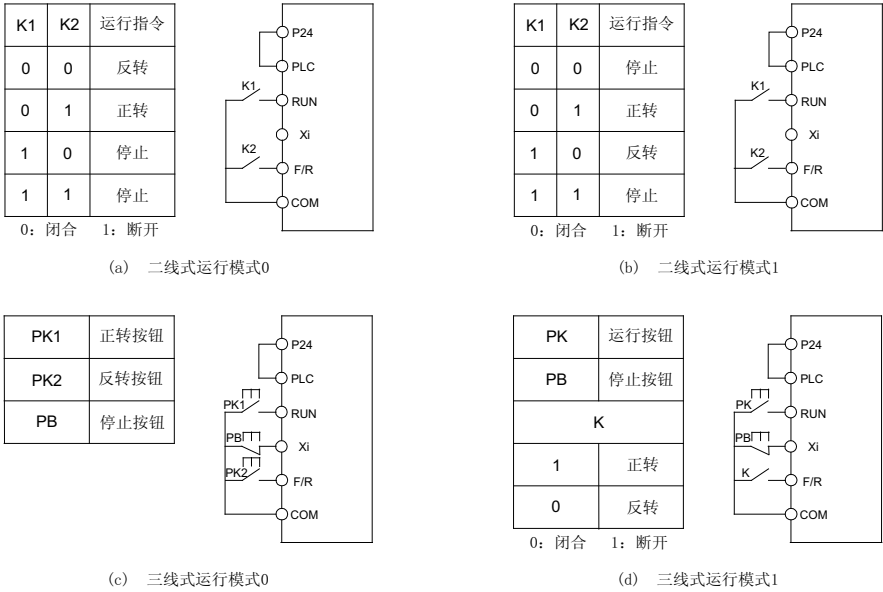 K1 K2 运行指令
0 0 反转
0 1 正转
1 0 停止
1 1 停止
0：闭合 1：断开
P24
PLC
K1
RUN
Xi
K2
F/R
COM
(a) 二线式运行模式0
K1 K2 运行指令
0 0 停止
0 1 正转
1 0 反转
1 1 停止
0：闭合 1：断开
P24
PLC
K1
RUN
Xi
K2
F/R
COM
(b) 二线式运行模式1
PK1 正转按钮
PK2 反转按钮
PB 停止按钮
P24
PLC
PK1
RUN
PB
Xi
PK2
F/R
COM
(c) 三线式运行模式0
PK 运行按钮
PB 停止按钮
K
1 正转
0 反转
0：闭合 1：断开
P24
PLC
PK
RUN
PB
Xi
K
F/R
COM
(d) 三线式运行模式1